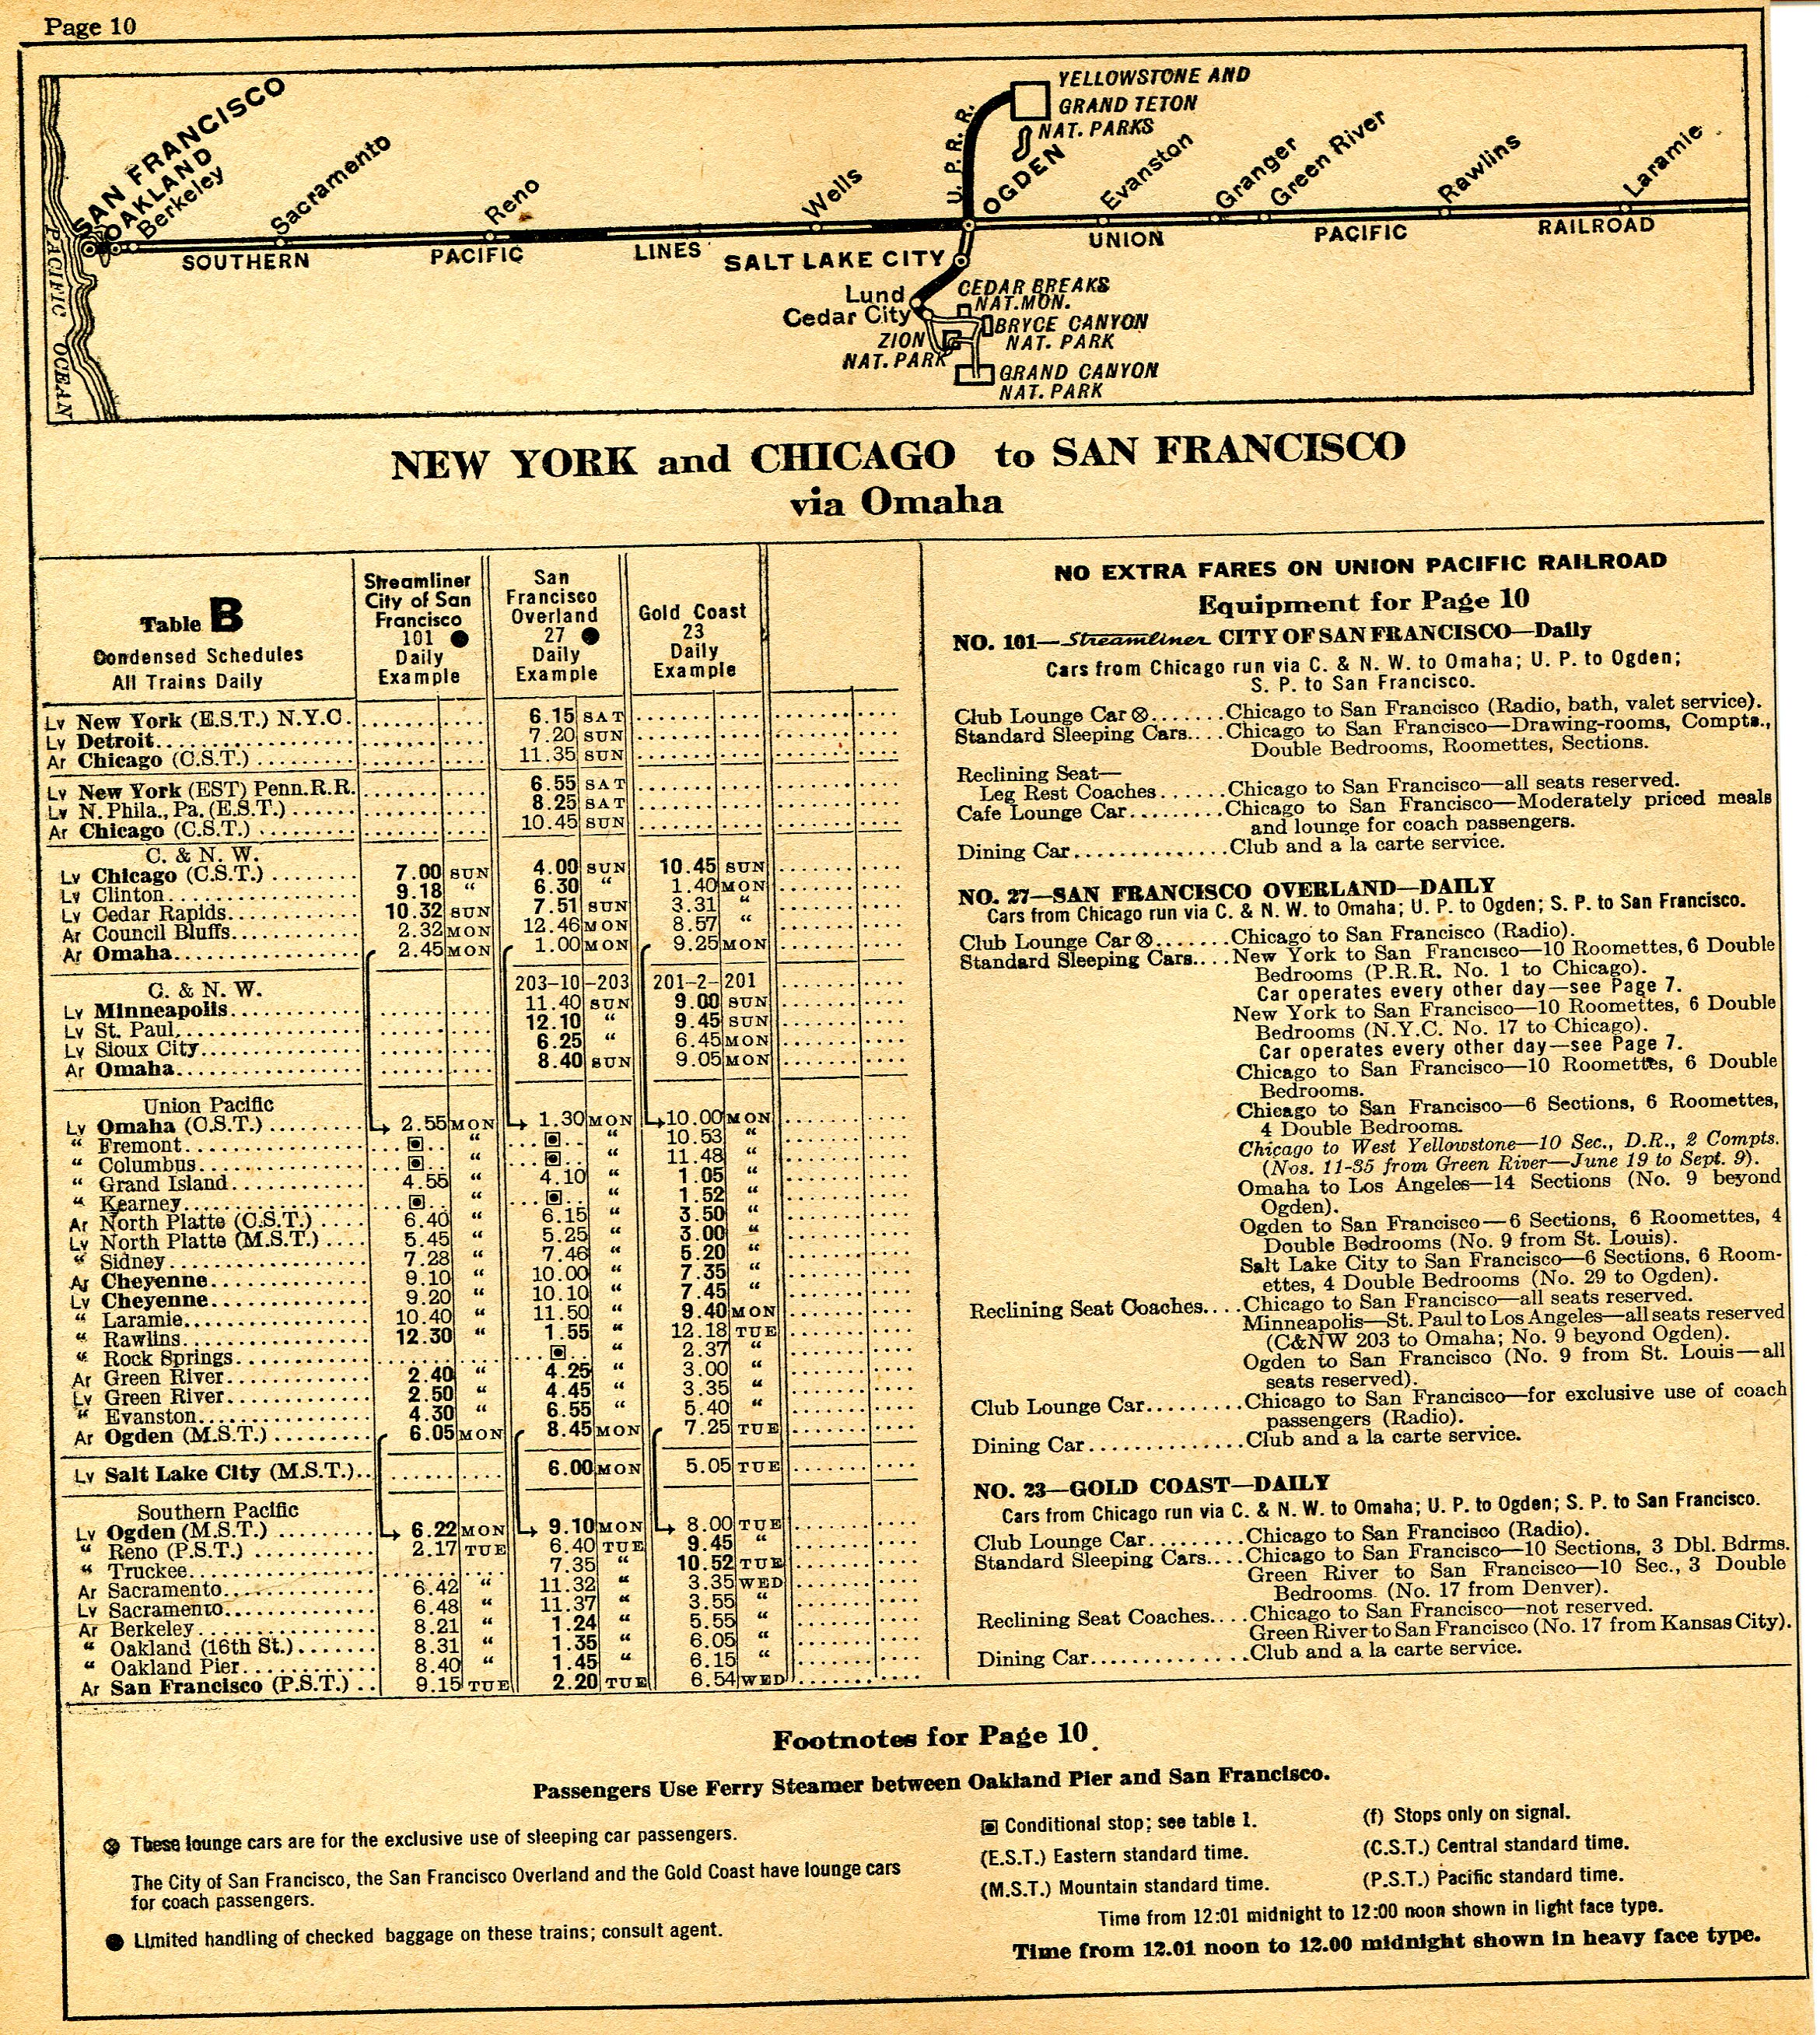 Page 10
SAN FRANCISCO
OAKLAND
Berkeley
Sacramento
Reno
Wells
U. P. R. R.
YELLOWSTONE AND
GRAND TETON
NAT. PARKS
OGDEN
Evanston
Granger
Green River
Rawlins
Laramie
SOUTHERN PACIFIC LINES
UNION PACIFIC RAILROAD
SALT LAKE CITY
Lund
Cedar City
CEDAR BREAKS
NAT. MON.
BRYCE CANYON
NAT. PARK
ZION
NAT. PARK
GRAND CANYON
NAT. PARK
PACIFIC OCEAN
NEW YORK and CHICAGO to SAN FRANCISCO
via Omaha
Table B
Condensed Schedules
All Trains Daily
Streamliner
City of San
Francisco
101 ●
Daily
Example
San
Francisco
Overland
27 ●
Daily
Example
Gold Coast
23
Daily
Example
Lv New York (E.S.T.) N.Y.C. 6.15 SAT
Lv Detroit 7.20 SUN
Ar Chicago (C.S.T.) 11.35 SUN
Lv New York (EST) Penn.R.R. 6.55 SAT
Lv N. Phila., Pa. (E.S.T.) 8.25 SAT
Ar Chicago (C.S.T.) 10.45 SUN
C. & N. W.
Lv Chicago (C.S.T.) 7.00 SUN 4.00 SUN 10.45 SUN
Lv Clinton 9.18 “ 6.30 “ 1.40 MON
Lv Cedar Rapids 10.32 SUN 7.51 SUN 3.31 “
Ar Council Bluffs 2.32 MON 12.46 MON 8.57 “
Ar Omaha 2.45 MON 1.00 MON 9.25 MON
C. & N. W. 203-10-203 201-2-201
Lv Minneapolis 11.40 SUN 9.00 SUN
Lv St. Paul 12.10 “ 9.45 SUN
Lv Sioux City 6.25 “ 6.45 MON
Ar Omaha 8.40 SUN 9.05 MON
Union Pacific
Lv Omaha (C.S.T.) 2.55 MON 1.30 MON 10.00 MON
“ Fremont ▣ “ ▣ “ 10.53 “
“ Columbus ▣ “ ▣ “ 11.48 “
“ Grand Island 4.55 “ 4.10 “ 1.05 “
“ Kearney ▣ “ ▣ “ 1.52 “
Ar North Platte (C.S.T.) 6.40 “ 6.15 “ 3.50 “
Lv North Platte (M.S.T.) 5.45 “ 5.25 “ 3.00 “
“ Sidney 7.28 “ 7.46 “ 5.20 “
Ar Cheyenne 9.10 “ 10.00 “ 7.35 “
Lv Cheyenne 9.20 “ 10.10 “ 7.45 “
“ Laramie 10.40 “ 11.50 “ 9.40 MON
“ Rawlins 12.30 “ 1.55 “ 12.18 TUE
“ Rock Springs ▣ “ 2.37 “
Ar Green River 2.40 “ 4.25 “ 3.00 “
Lv Green River 2.50 “ 4.45 “ 3.35 “
“ Evanston 4.30 “ 6.55 “ 5.40 “
Ar Ogden (M.S.T.) 6.05 MON 8.45 MON 7.25 TUE
Lv Salt Lake City (M.S.T.) 6.00 MON 5.05 TUE
Southern Pacific
Lv Ogden (M.S.T.) 6.22 MON 9.10 MON 8.00 TUE
“ Reno (P.S.T.) 2.17 TUE 6.40 TUE 9.45 “
“ Truckee 7.35 “ 10.52 TUE
Ar Sacramento 6.42 “ 11.32 “ 3.35 WED
Lv Sacramento 6.48 “ 11.37 “ 3.55 “
Ar Berkeley 8.21 “ 1.24 “ 5.55 “
“ Oakland (16th St.) 8.31 “ 1.35 “ 6.05 “
“ Oakland Pier 8.40 “ 1.45 “ 6.15 “
Ar San Francisco (P.S.T.) 9.15 TUE 2.20 TUE 6.54 WED
NO EXTRA FARES ON UNION PACIFIC RAILROAD
Equipment for Page 10
NO. 101—Streamliner CITY OF SAN FRANCISCO—Daily
Cars from Chicago run via C. & N. W. to Omaha; U. P. to Ogden;
S. P. to San Francisco.
Club Lounge Car ⊗.......Chicago to San Francisco (Radio, bath, valet service).
Standard Sleeping Cars....Chicago to San Francisco—Drawing-rooms, Compts.,
Double Bedrooms, Roomettes, Sections.
Reclining Seat—
Leg Rest Coaches......Chicago to San Francisco—all seats reserved.
Cafe Lounge Car.........Chicago to San Francisco—Moderately priced meals
and lounge for coach passengers.
Dining Car..............Club and a la carte service.
NO. 27—SAN FRANCISCO OVERLAND—DAILY
Cars from Chicago run via C. & N. W. to Omaha; U. P. to Ogden; S. P. to San Francisco.
Club Lounge Car ⊗.......Chicago to San Francisco (Radio).
Standard Sleeping Cars....New York to San Francisco—10 Roomettes, 6 Double
Bedrooms (P.R.R. No. 1 to Chicago).
Car operates every other day—see Page 7.
New York to San Francisco—10 Roomettes, 6 Double
Bedrooms (N.Y.C. No. 17 to Chicago).
Car operates every other day—see Page 7.
Chicago to San Francisco—10 Roomettes, 6 Double
Bedrooms.
Chicago to San Francisco—6 Sections, 6 Roomettes,
4 Double Bedrooms.
Chicago to West Yellowstone—10 Sec., D.R., 2 Compts.
(Nos. 11-35 from Green River—June 19 to Sept. 9).
Omaha to Los Angeles—14 Sections (No. 9 beyond
Ogden).
Ogden to San Francisco—6 Sections, 6 Roomettes, 4
Double Bedrooms (No. 9 from St. Louis).
Salt Lake City to San Francisco—6 Sections, 6 Room-
ettes, 4 Double Bedrooms (No. 29 to Ogden).
Reclining Seat Coaches....Chicago to San Francisco—all seats reserved.
Minneapolis—St. Paul to Los Angeles—all seats reserved
(C&NW 203 to Omaha; No. 9 beyond Ogden).
Ogden to San Francisco (No. 9 from St. Louis—all
seats reserved).
Club Lounge Car.........Chicago to San Francisco—for exclusive use of coach
passengers (Radio).
Dining Car..............Club and a la carte service.
NO. 23—GOLD COAST—DAILY
Cars from Chicago run via C. & N. W. to Omaha; U. P. to Ogden; S. P. to San Francisco.
Club Lounge Car.........Chicago to San Francisco (Radio).
Standard Sleeping Cars....Chicago to San Francisco—10 Sections, 3 Dbl. Bdrms.
Green River to San Francisco—10 Sec., 3 Double
Bedrooms. (No. 17 from Denver).
Reclining Seat Coaches....Chicago to San Francisco—not reserved.
Green River to San Francisco (No. 17 from Kansas City).
Dining Car..............Club and a la carte service.
Footnotes for Page 10
Passengers Use Ferry Steamer between Oakland Pier and San Francisco.
⊗ These lounge cars are for the exclusive use of sleeping car passengers.
The City of San Francisco, the San Francisco Overland and the Gold Coast have lounge cars
for coach passengers.
● Limited handling of checked baggage on these trains; consult agent.
▣ Conditional stop; see table 1.
(f) Stops only on signal.
(E.S.T.) Eastern standard time.
(C.S.T.) Central standard time.
(M.S.T.) Mountain standard time.
(P.S.T.) Pacific standard time.
Time from 12:01 midnight to 12:00 noon shown in light face type.
Time from 12.01 noon to 12.00 midnight shown in heavy face type.